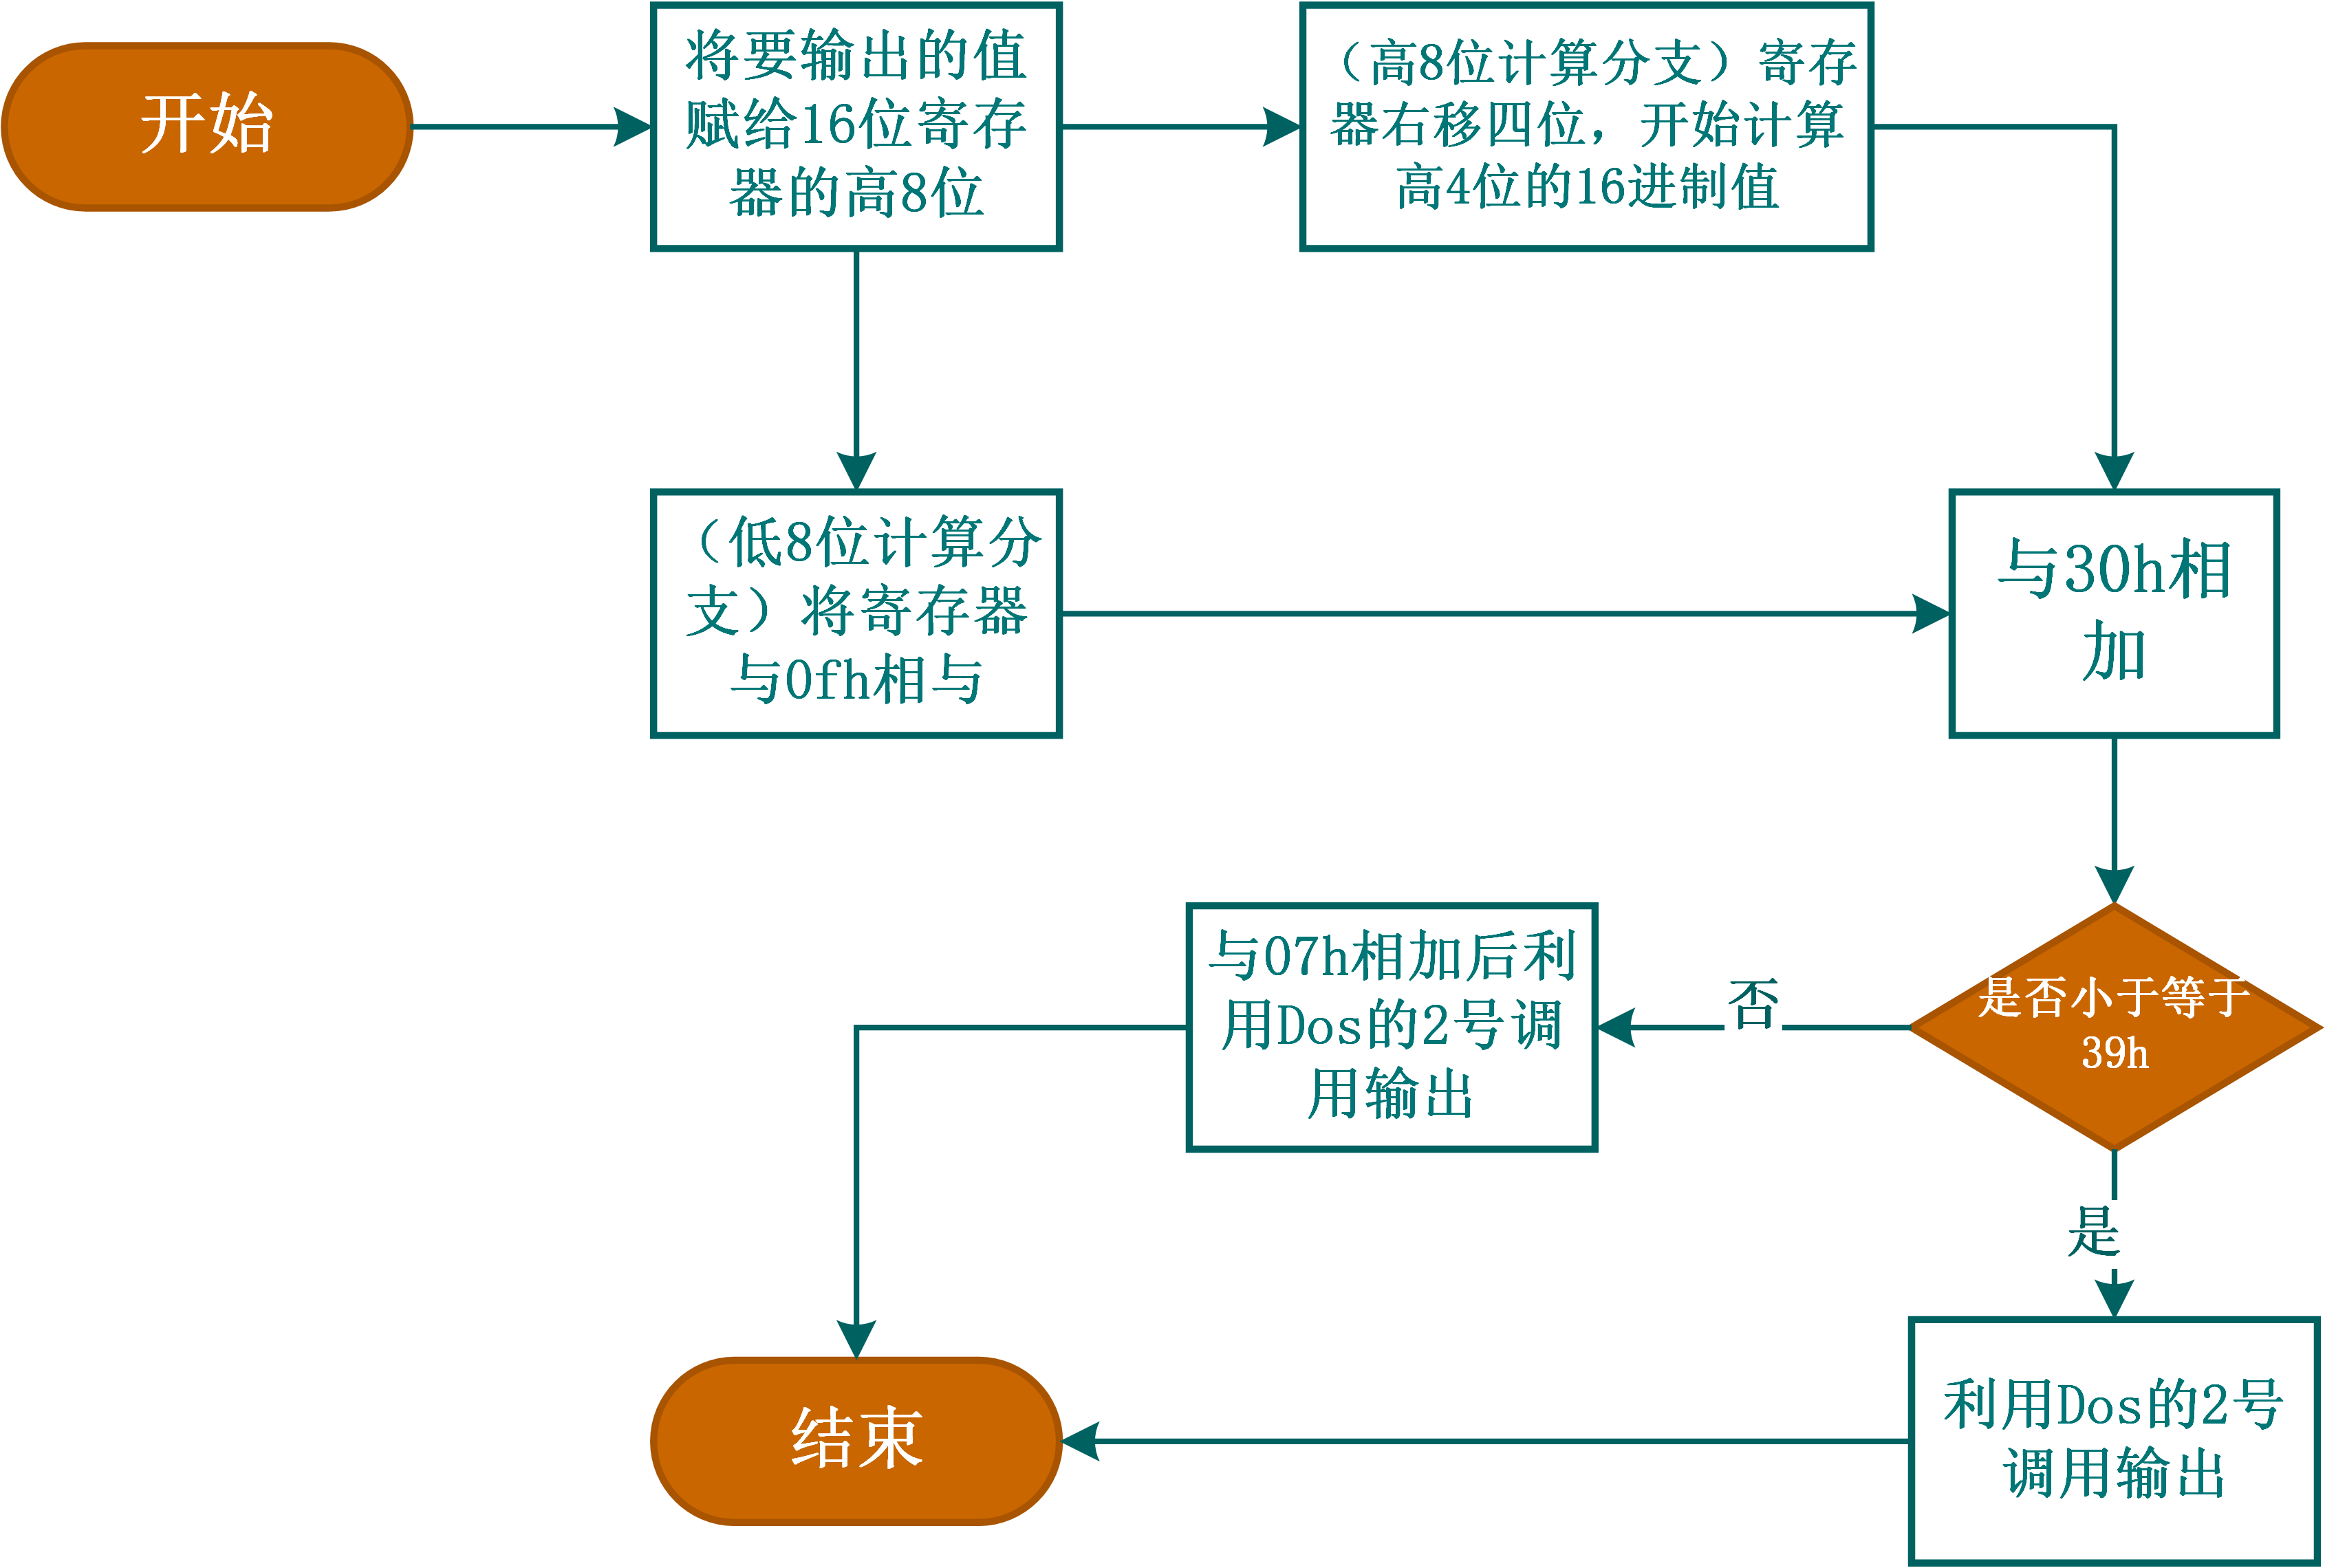 开始
将要输出的值
赋给16位寄存
器的高8位
（高8位计算分支）寄存
器右移四位，开始计算
高4位的16进制值
（低8位计算分
支）将寄存器
与0fh相与
与30h相
加
是否小于等于
39h
否
与07h相加后利
用Dos的2号调
用输出
是
利用Dos的2号
调用输出
结束